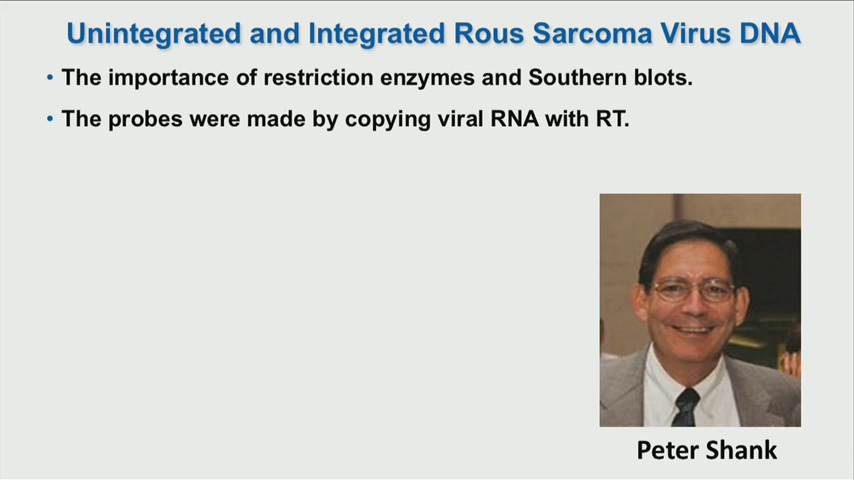 Unintegrated and Integrated Rous Sarcoma Virus DNA
• The importance of restriction enzymes and Southern blots.
• The probes were made by copying viral RNA with RT.
Peter Shank